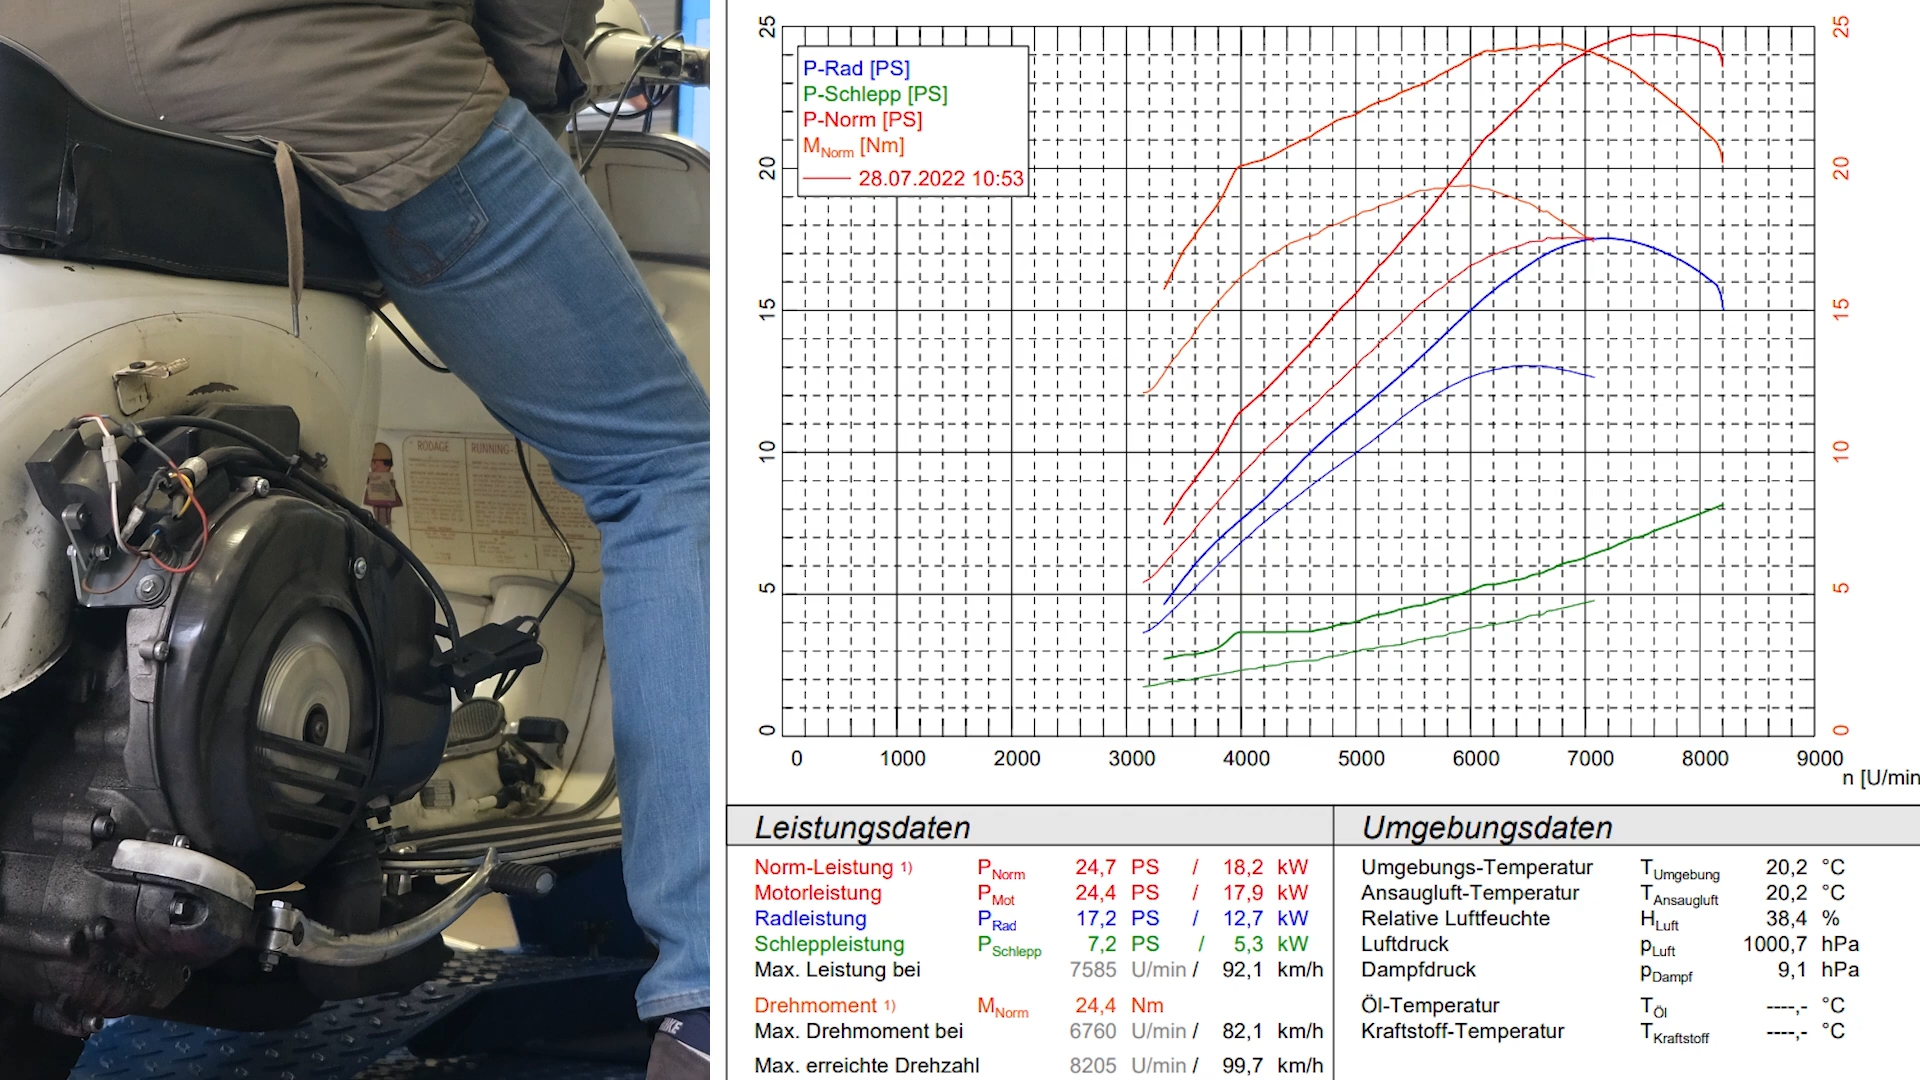 RODAGE
RUNNING-
P-Rad [PS]
P-Schlepp [PS]
P-Norm [PS]
MNorm [Nm]
28.07.2022 10:53
25
20
15
10
5
0
25
20
15
10
5
0
0 1000 2000 3000 4000 5000 6000 7000 8000 9000
n [U/min
Leistungsdaten
Norm-Leistung 1) PNorm 24,7 PS / 18,2 kW
Motorleistung PMot 24,4 PS / 17,9 kW
Radleistung PRad 17,2 PS / 12,7 kW
Schleppleistung PSchlepp 7,2 PS / 5,3 kW
Max. Leistung bei 7585 U/min / 92,1 km/h
Drehmoment 1) MNorm 24,4 Nm
Max. Drehmoment bei 6760 U/min / 82,1 km/h
Max. erreichte Drehzahl 8205 U/min / 99,7 km/h
Umgebungsdaten
Umgebungs-Temperatur TUmgebung 20,2 °C
Ansaugluft-Temperatur TAnsaugluft 20,2 °C
Relative Luftfeuchte HLuft 38,4 %
Luftdruck pLuft 1000,7 hPa
Dampfdruck pDampf 9,1 hPa
Öl-Temperatur TÖl ----,- °C
Kraftstoff-Temperatur TKraftstoff ----,- °C